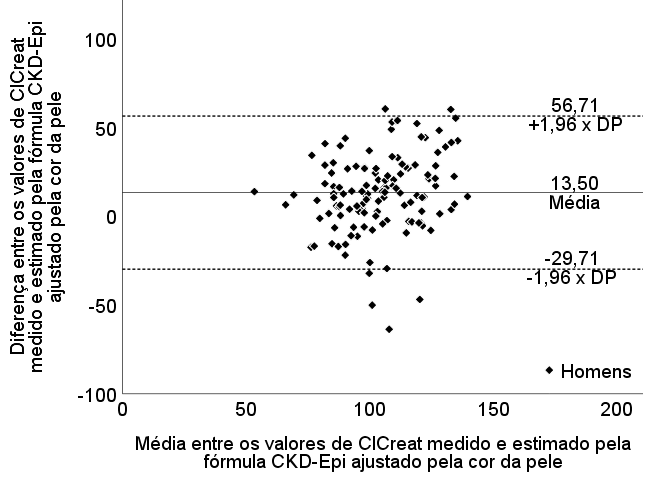 Diferença entre os valores de ClCreat
medido e estimado pela fórmula CKD-Epi
ajustado pela cor da pele
100
50
0
-50
-100
56,71
+1,96 x DP
13,50
Média
-29,71
-1,96 x DP
Homens
0
50
100
150
200
Média entre os valores de ClCreat medido e estimado pela
fórmula CKD-Epi ajustado pela cor da pele